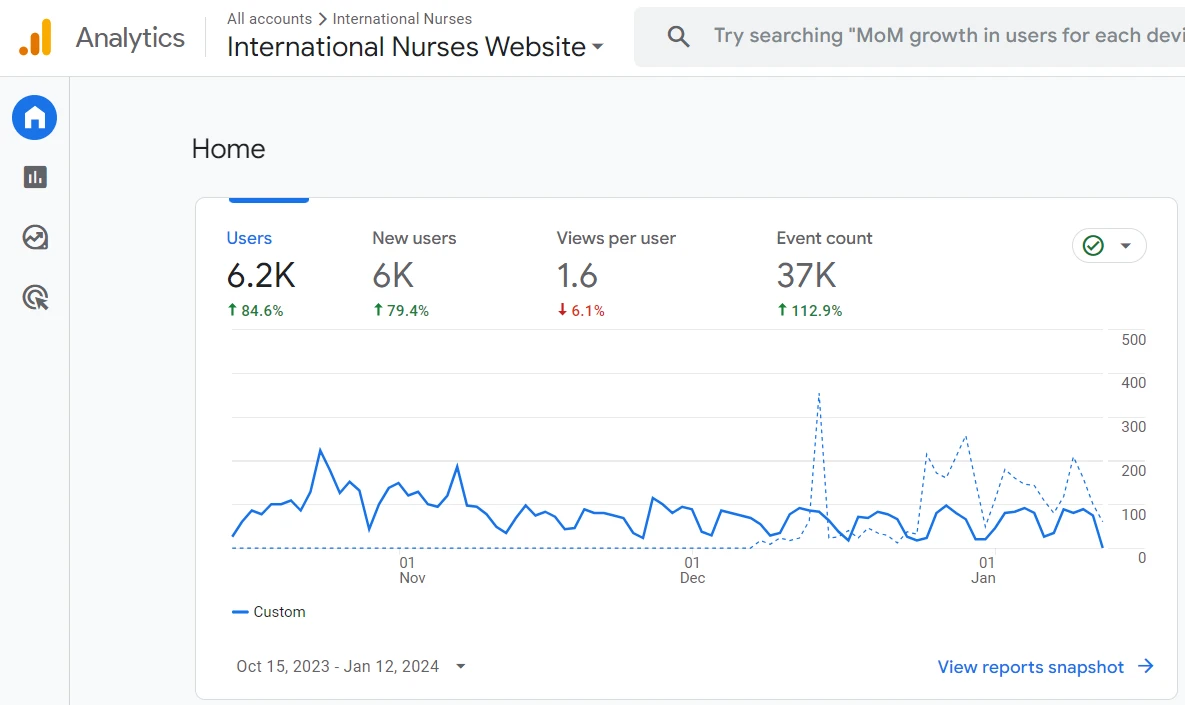 Analytics
All accounts > International Nurses
International Nurses Website
Try searching "MoM growth in users for each devi
Home
Users
6.2K
↑ 84.6%
New users
6K
↑ 79.4%
Views per user
1.6
↓ 6.1%
Event count
37K
↑ 112.9%
500
400
300
200
100
0
01
Nov
01
Dec
01
Jan
Custom
Oct 15, 2023 - Jan 12, 2024
View reports snapshot →